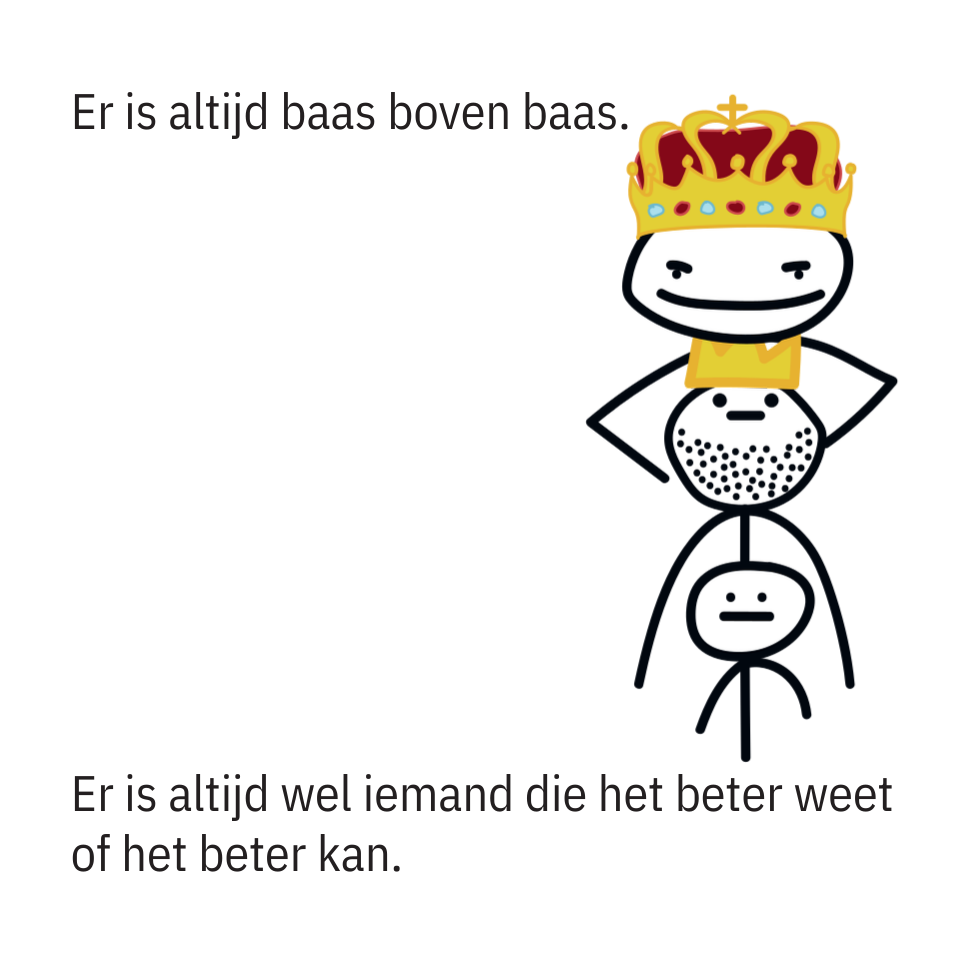 Er is altijd baas boven baas.
Er is altijd wel iemand die het beter weet
of het beter kan.